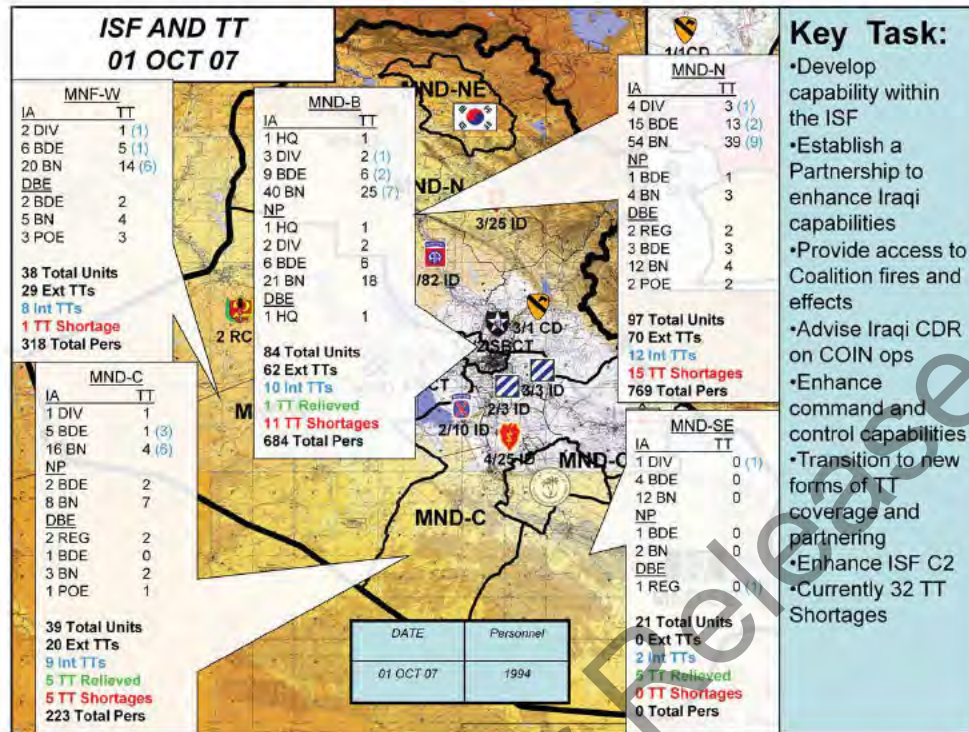 ISF AND TT
01 OCT 07
MNF-W
IA TT
2 DIV 1 (1)
6 BDE 5 (1)
20 BN 14 (6)
DBE
2 BDE 2
5 BN 4
3 POE 3
38 Total Units
29 Ext TTs
8 Int TTs
1 TT Shortage
318 Total Pers
MND-B
IA TT
1 HQ 1
3 DIV 2 (1)
9 BDE 6 (2)
40 BN 25 (7)
NP
1 HQ 1
2 DIV 2
6 BDE 6
21 BN 18
DBE
1 HQ 1
84 Total Units
62 Ext TTs
10 Int TTs
1 TT Relieved
11 TT Shortages
684 Total Pers
1/1CD
MND-N
IA TT
4 DIV 3 (1)
15 BDE 13 (2)
54 BN 39 (9)
NP
1 BDE 1
4 BN 3
DBE
2 REG 2
3 BDE 3
12 BN 4
2 POE 2
97 Total Units
70 Ext TTs
12 Int TTs
15 TT Shortages
769 Total Pers
MND-C
IA TT
1 DIV 1
5 BDE 1 (3)
16 BN 4 (6)
NP
2 BDE 2
8 BN 7
DBE
2 REG 2
1 BDE 0
3 BN 2
1 POE 1
39 Total Units
20 Ext TTs
9 Int TTs
5 TT Relieved
5 TT Shortages
223 Total Pers
MND-SE
IA TT
1 DIV 0 (1)
4 BDE 0
12 BN 0
NP
1 BDE 0
2 BN 0
DBE
1 REG 0 (1)
21 Total Units
0 Ext TTs
2 Int TTs
5 TT Relieved
0 TT Shortages
0 Total Pers
MND-NE
ND-N
3/25 ID
/82 ID
2 RC
3/1 CD
2 SBCT
CT
3/3 ID
2/3 ID
2/10 ID
4/25 ID
M
MND-C
MND-C
DATE Personnel
01 OCT 07 1994
Key Task:
•Develop
capability within
the ISF
•Establish a
Partnership to
enhance Iraqi
capabilities
•Provide access to
Coalition fires and
effects
•Advise Iraqi CDR
on COIN ops
•Enhance
command and
control capabilities
•Transition to new
forms of TT
coverage and
partnering
•Enhance ISF C2
•Currently 32 TT
Shortages
Release